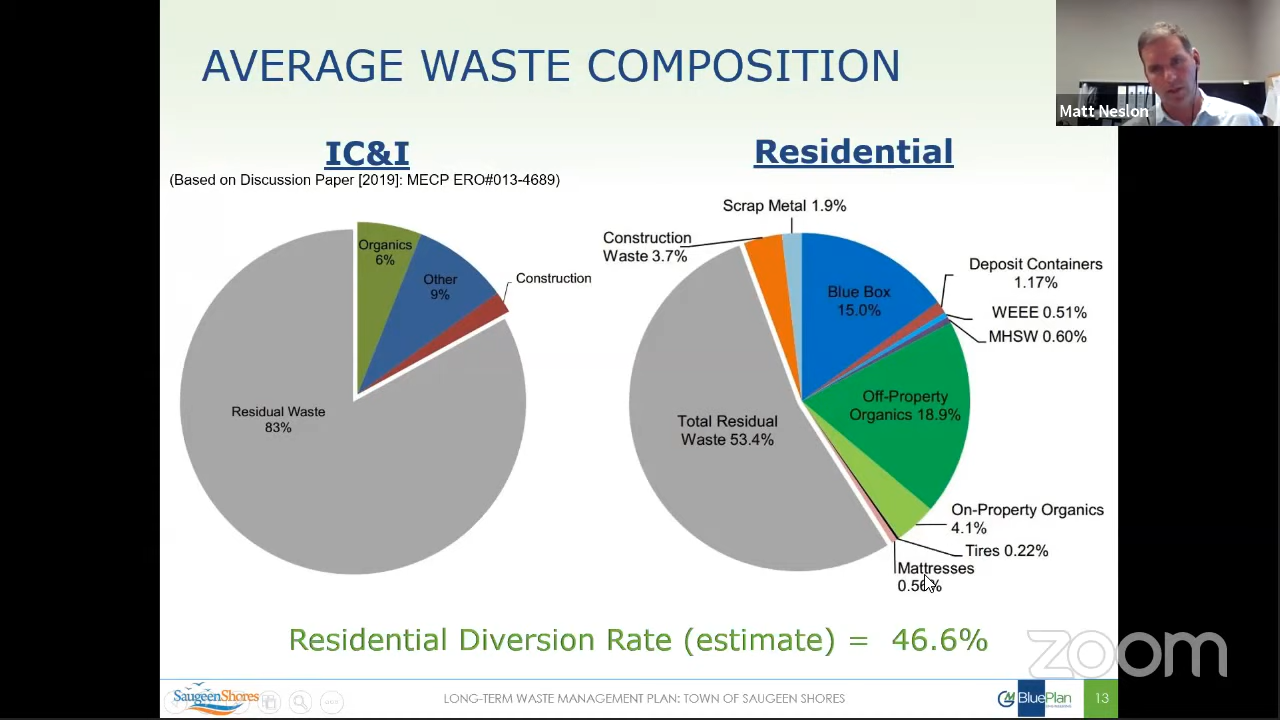 AVERAGE WASTE COMPOSITION
Matt Neslon
IC&I
(Based on Discussion Paper [2019]: MECP ERO#013-4689)
Organics
6%
Other
9%
Construction
Residual Waste
83%
Residential
Scrap Metal 1.9%
Construction
Waste 3.7%
Blue Box
15.0%
Deposit Containers
1.17%
WEEE 0.51%
MHSW 0.60%
Off-Property
Organics 18.9%
Total Residual
Waste 53.4%
On-Property Organics
4.1%
Tires 0.22%
Mattresses
Residential Diversion Rate (estimate) = 46.6%
zoom
SaugeenShores
LONG-TERM WASTE MANAGEMENT PLAN: TOWN OF SAUGEEN SHORES
BluePlan
13